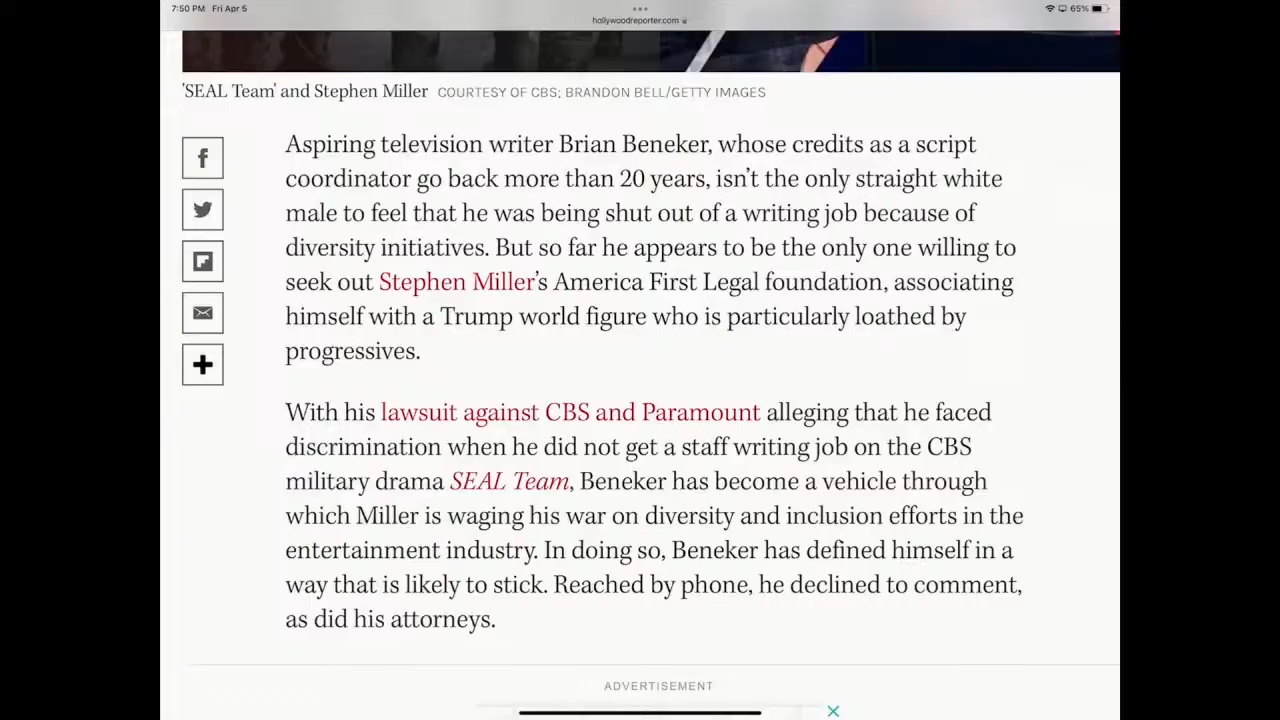 7:50 PM Fri Apr 5
65%
hollywoodreporter.com
'SEAL Team' and Stephen Miller COURTESY OF CBS; BRANDON BELL/GETTY IMAGES
Aspiring television writer Brian Beneker, whose credits as a script
coordinator go back more than 20 years, isn’t the only straight white
male to feel that he was being shut out of a writing job because of
diversity initiatives. But so far he appears to be the only one willing to
seek out Stephen Miller’s America First Legal foundation, associating
himself with a Trump world figure who is particularly loathed by
progressives.
With his lawsuit against CBS and Paramount alleging that he faced
discrimination when he did not get a staff writing job on the CBS
military drama SEAL Team, Beneker has become a vehicle through
which Miller is waging his war on diversity and inclusion efforts in the
entertainment industry. In doing so, Beneker has defined himself in a
way that is likely to stick. Reached by phone, he declined to comment,
as did his attorneys.
ADVERTISEMENT